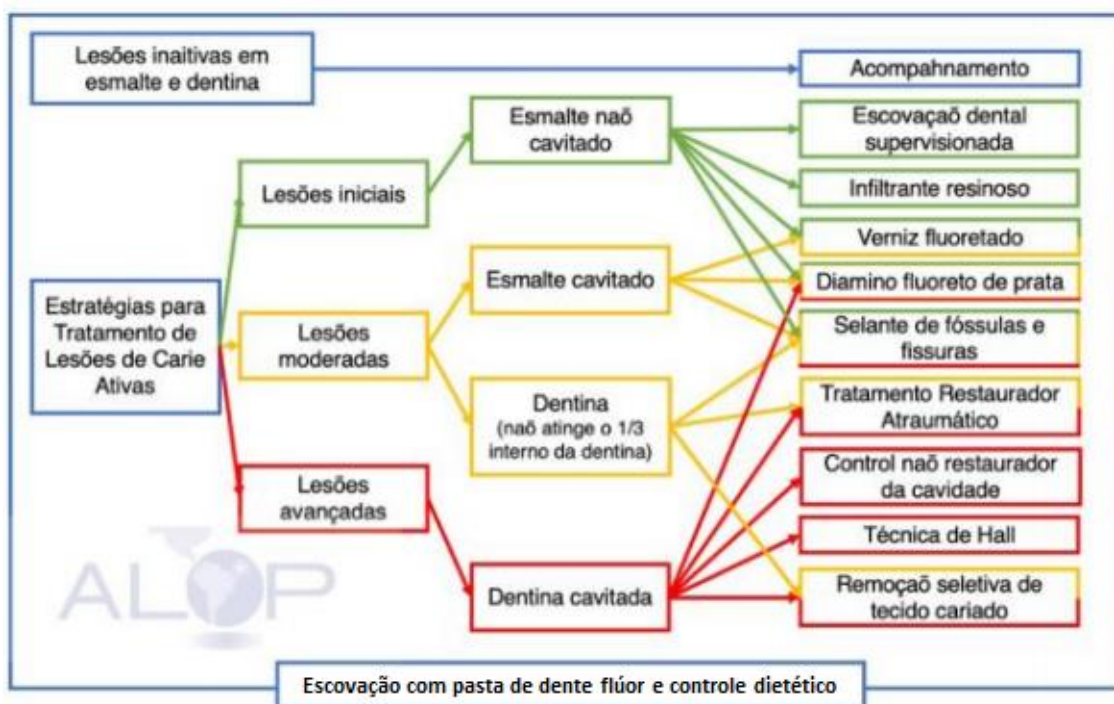 Lesões inaitivas em
esmalte e dentina
Acompahnamento
Esmalte naõ
cavitado
Escovaçaõ dental
supervisionada
Lesões iniciais
Infiltrante resinoso
Verniz fluoretado
Esmalte cavitado
Diamino fluoreto de prata
Estratégias para
Tratamento de
Lesões de Carie
Ativas
Lesões
moderadas
Selante de fóssulas e
fissuras
Dentina
(naõ atinge o 1/3
interno da dentina)
Tratamento Restaurador
Atraumático
Lesões
avançadas
Control naõ restaurador
da cavidade
Técnica de Hall
ALOP
Dentina cavitada
Remoçaõ seletiva de
tecido cariado
Escovação com pasta de dente flúor e controle dietético